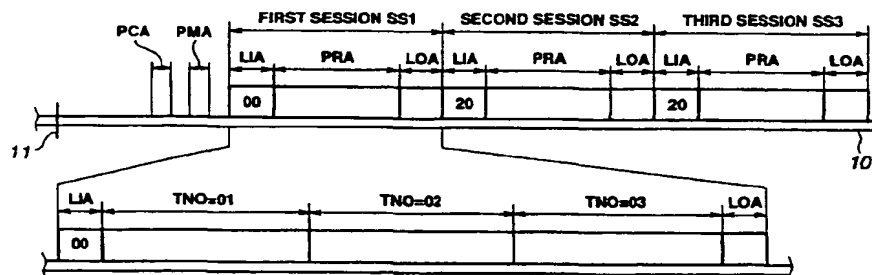 FIRST SESSION SS1 SECOND SESSION SS2 THIRD SESSION SS3
PCA PMA
LIA PRA LOA LIA PRA LOA LIA PRA LOA
00 20 20
11 10
LIA TNO=01 TNO=02 TNO=03 LOA
00